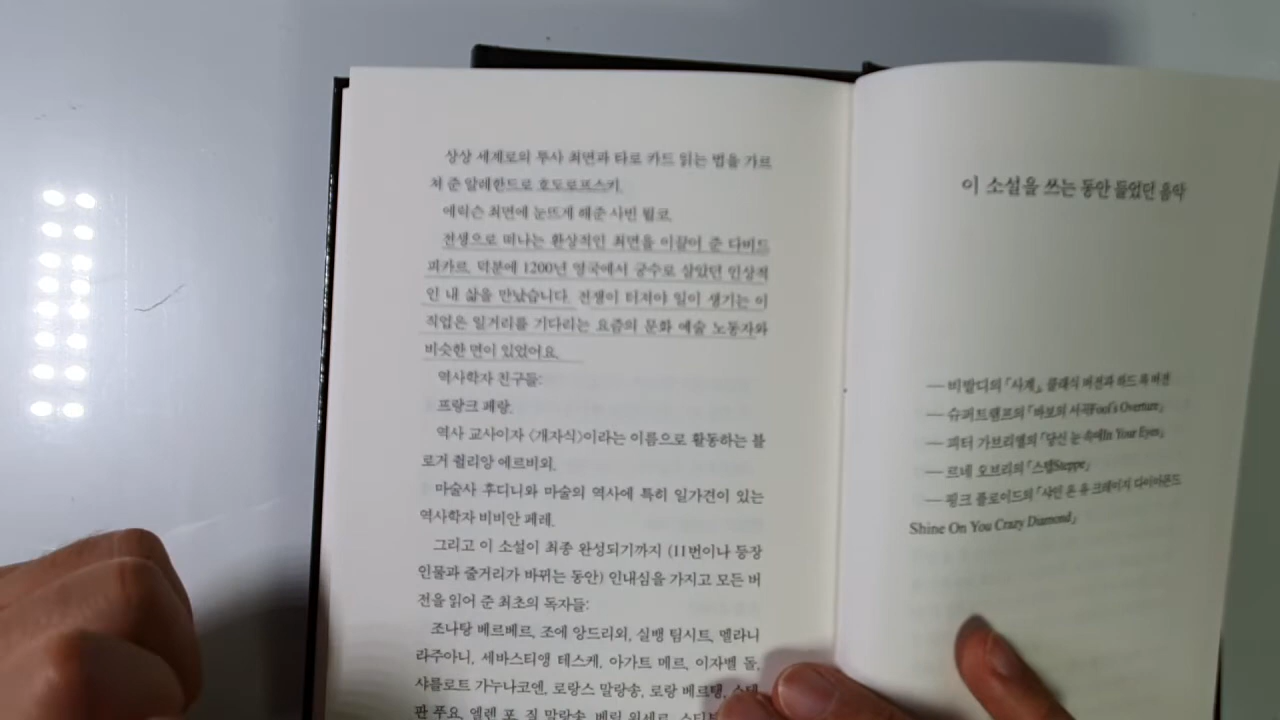 상상 세계로의 투사 최면과 타로 카드 읽는 법을 가르
쳐 준 알레한드로 호도로프스키.
에릭슨 최면에 눈뜨게 해준 사빈 윌코.
전생으로 떠나는 환상적인 최면을 이끌어 준 다비드
피카르. 덕분에 1200년 영국에서 궁수로 살았던 인상적
인 내 삶을 만났습니다. 전쟁이 터져야 일이 생기는 이
직업은 일거리를 기다리는 요즘의 문화 예술 노동자와
비슷한 면이 있었어요.
역사학자 친구들:
프랑크 페랑.
역사 교사이자 〈개자식〉이라는 이름으로 활동하는 블
로거 쥘리앙 에르비외.
마술사 후디니와 마술의 역사에 특히 일가견이 있는
역사학자 비비안 페레.
그리고 이 소설이 최종 완성되기까지 (11번이나 등장
인물과 줄거리가 바뀌는 동안) 인내심을 가지고 모든 버
전을 읽어 준 최초의 독자들:
조나탕 베르베르, 조에 앙드리외, 실뱅 팀시트, 멜라니
라주아니, 세바스티앵 테스케, 아가트 메르, 이자벨 돌,
샤를로트 가누나코엔, 로랑스 말랑송, 로랑 베르탱,
판 푸요, 엘렌 포, 짐 말랑송,
이 소설을 쓰는 동안 들었던 음악
— 비발디의 「사계」, 클래식 버전과 하드 록 버전
— 슈퍼트램프의 「바보의 서곡Fool's Overture」
— 피터 가브리엘의 「당신 눈 속에In Your Eyes」
— 르네 오브리의 「스텝Steppe」
— 핑크 플로이드의 「샤인 온 유 크레이지 다이아몬드
Shine On You Crazy Diamond」